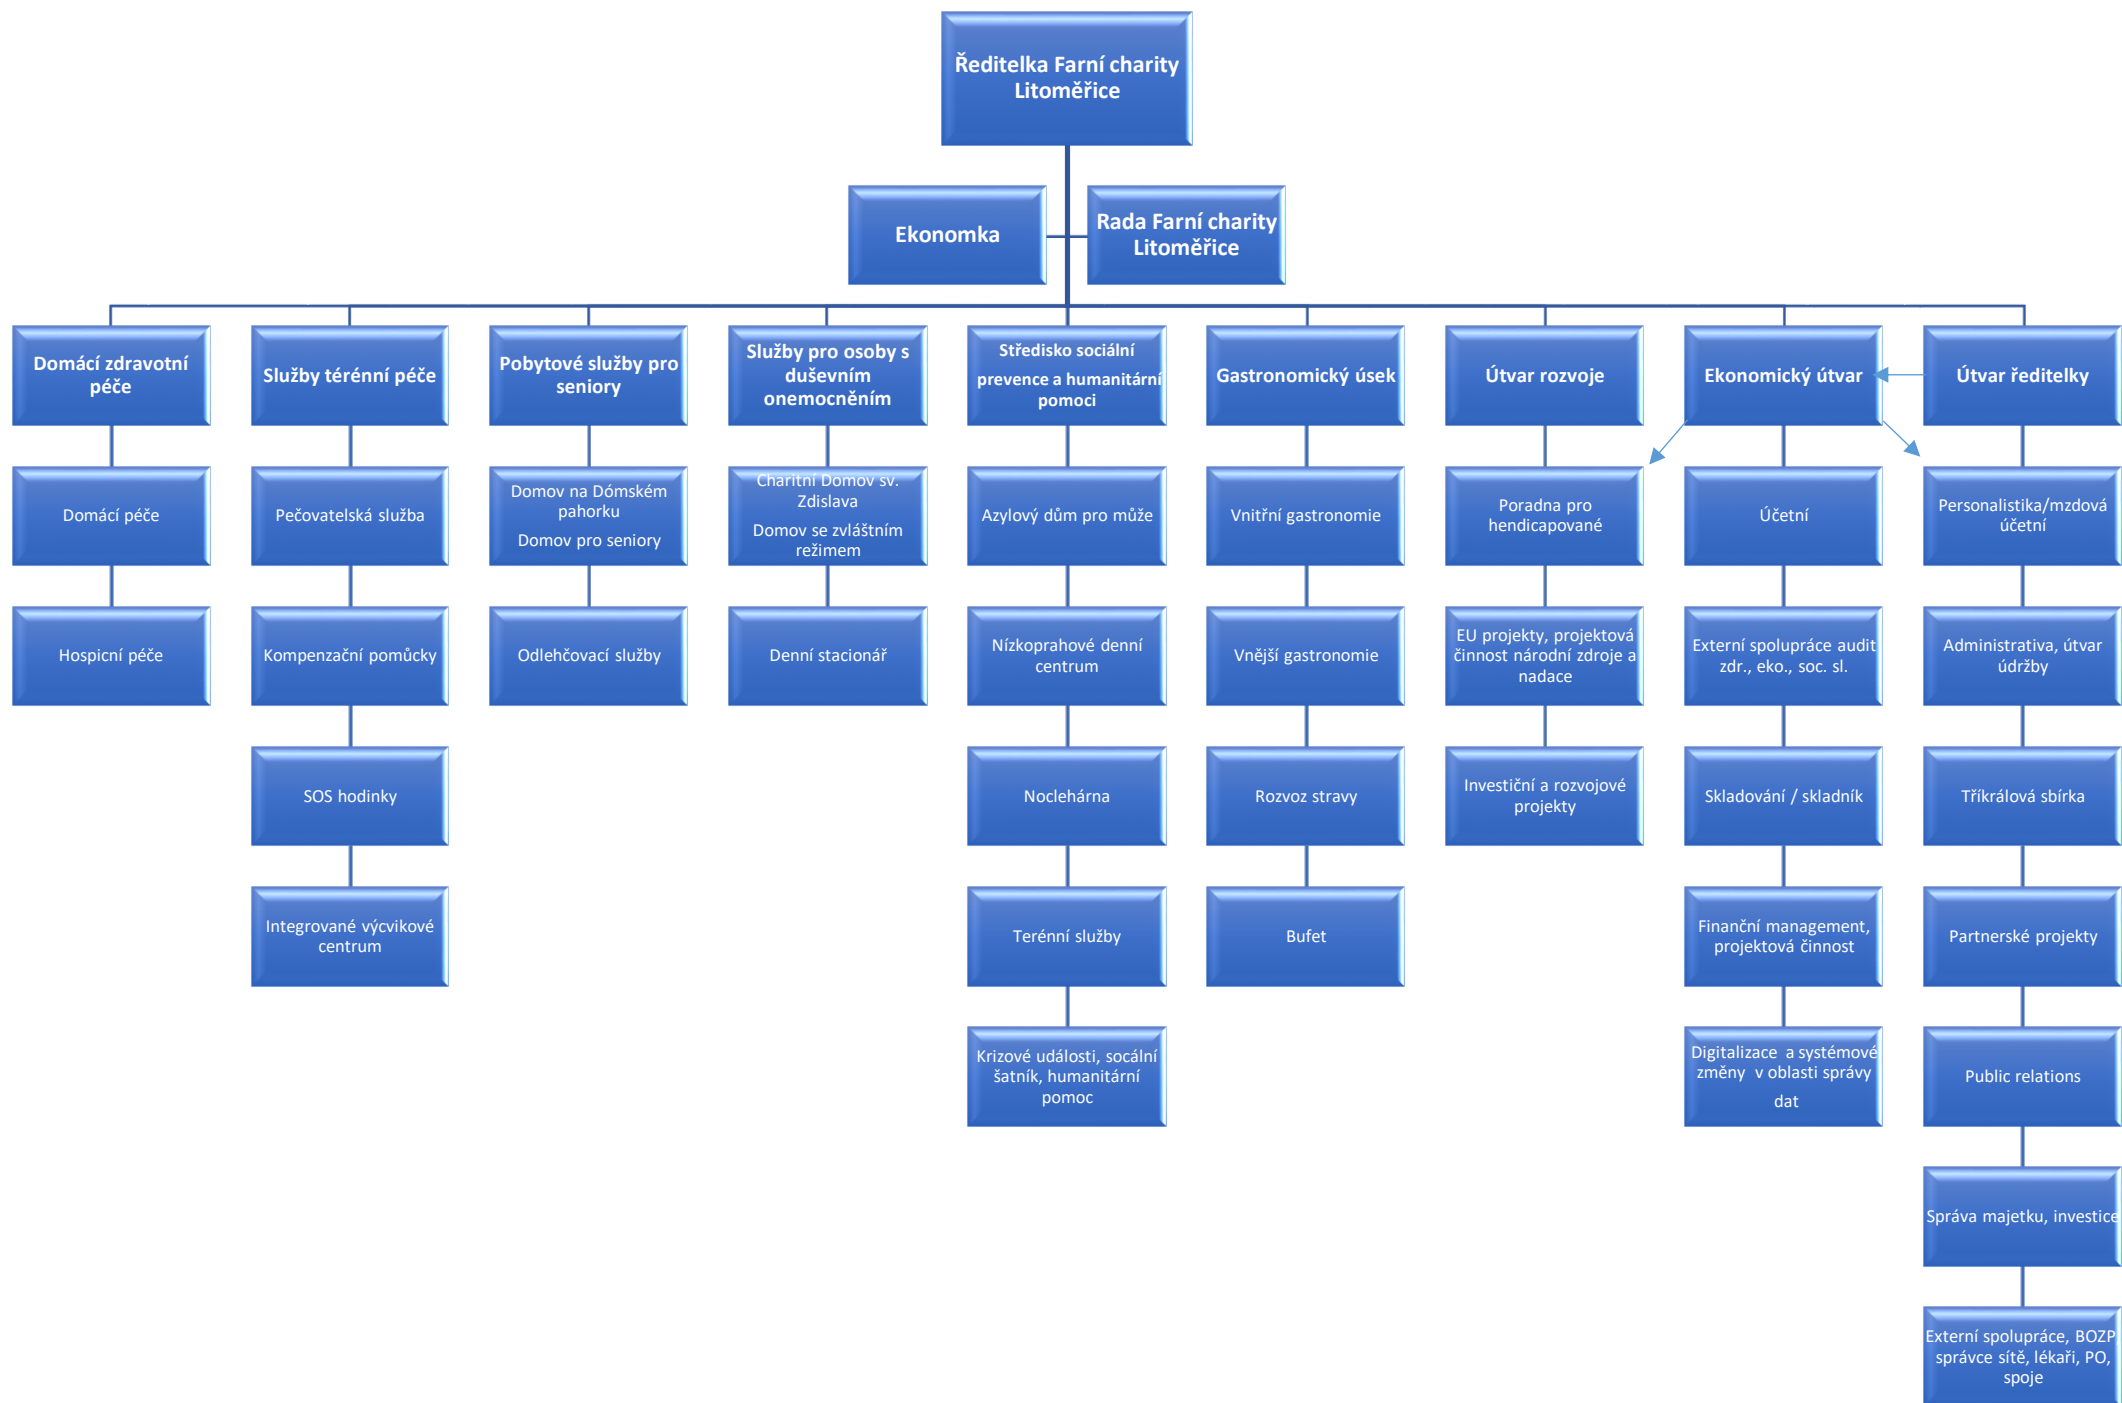 Ředitelka Farní charity
Litoměřice
Ekonomka
Rada Farní charity
Litoměřice
Domácí zdravotní
péče
Služby térénní péče
Pobytové služby pro
seniory
Služby pro osoby s
duševním
onemocněním
Středisko sociální
prevence a humanitární
pomoci
Gastronomický úsek
Útvar rozvoje
Ekonomický útvar
Útvar ředitelky
Domácí péče
Pečovatelská služba
Domov na Dómském
pahorku
Domov pro seniory
Charitní Domov sv.
Zdislava
Domov se zvláštním
režimem
Azylový dům pro může
Vnitřní gastronomie
Poradna pro
hendicapované
Účetní
Personalistika/mzdová
účetní
Hospicní péče
Kompenzační pomůcky
Odlehčovací služby
Denní stacionář
Nízkoprahové denní
centrum
Vnější gastronomie
EU projekty, projektová
činnost národní zdroje a
nadace
Externí spolupráce audit
zdr., eko., soc. sl.
Administrativa, útvar
údržby
SOS hodinky
Noclehárna
Rozvoz stravy
Investiční a rozvojové
projekty
Skladování / skladník
Tříkrálová sbírka
Integrované výcvikové
centrum
Terénní služby
Bufet
Finanční management,
projektová činnost
Partnerské projekty
Krizové události, socální
šatník, humanitární
pomoc
Digitalizace a systémové
změny v oblasti správy
dat
Public relations
Správa majetku, investice
Externí spolupráce, BOZP
správce sítě, lékaři, PO,
spoje